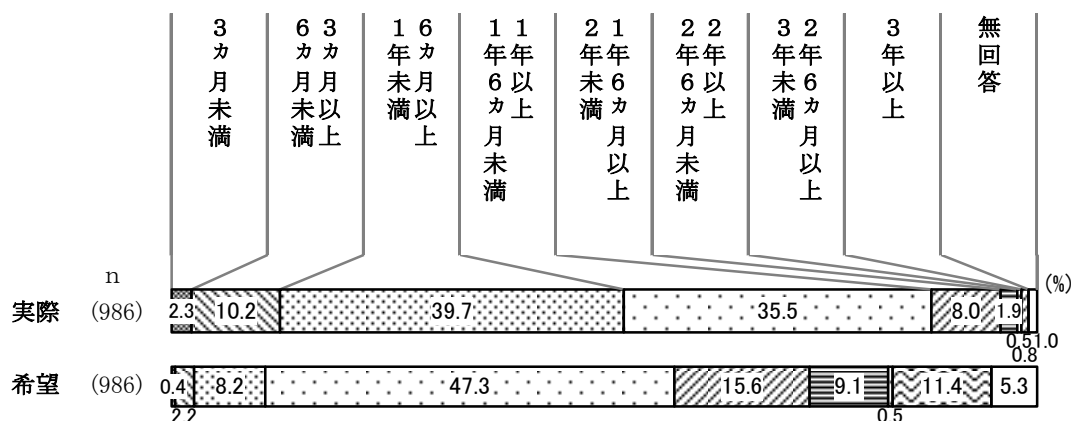 3カ月未満
3カ月以上
6カ月未満
6カ月以上
1年未満
1年以上
1年6カ月未満
1年6カ月以上
2年未満
2年以上
2年6カ月未満
2年6カ月以上
3年未満
3年以上
無回答
n
(%)
実際 (986) 2.3 10.2 39.7 35.5 8.0 1.9
0.5 1.0
0.8
希望 (986) 0.4 8.2 47.3 15.6 9.1 11.4 5.3
2.2 0.5